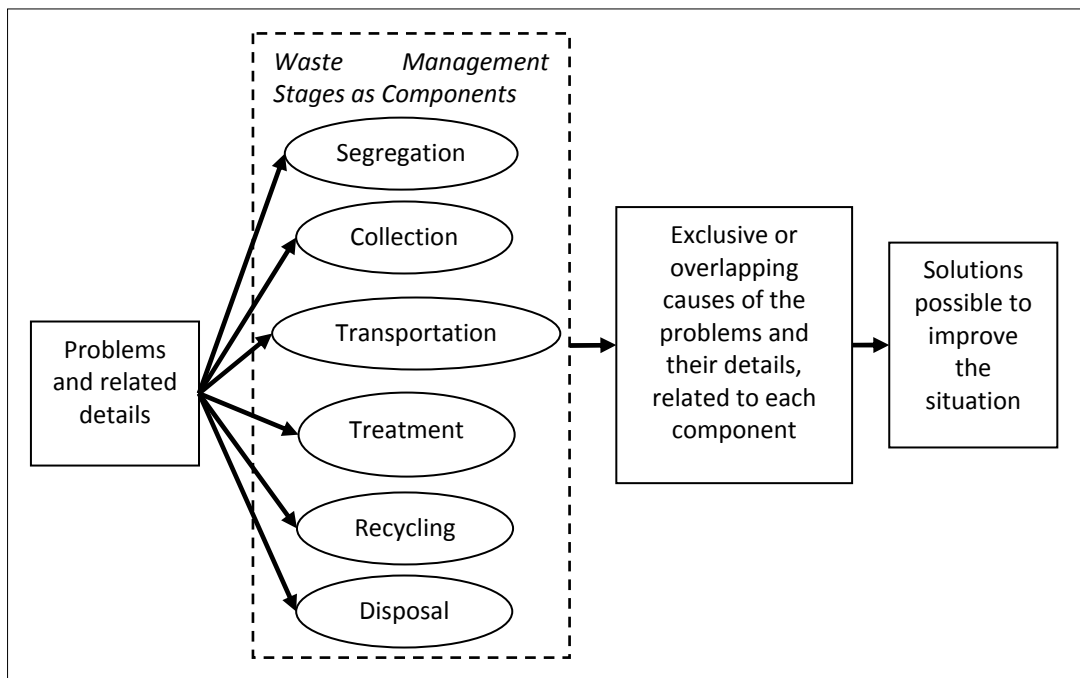 Waste Management
Stages as Components
Segregation
Collection
Transportation
Treatment
Recycling
Disposal
Problems
and related
details
Exclusive or
overlapping
causes of the
problems and
their details,
related to each
component
Solutions
possible to
improve
the
situation